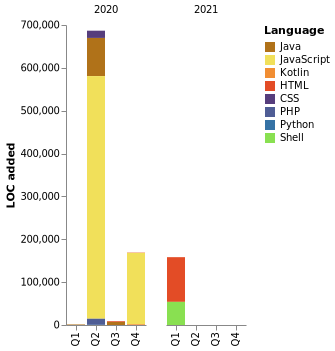 2020 2021
Language
Java
JavaScript
Kotlin
HTML
CSS
PHP
Python
Shell
LOC added
700,000
600,000
500,000
400,000
300,000
200,000
100,000
0
Q1 Q2 Q3 Q4 Q1 Q2 Q3 Q4